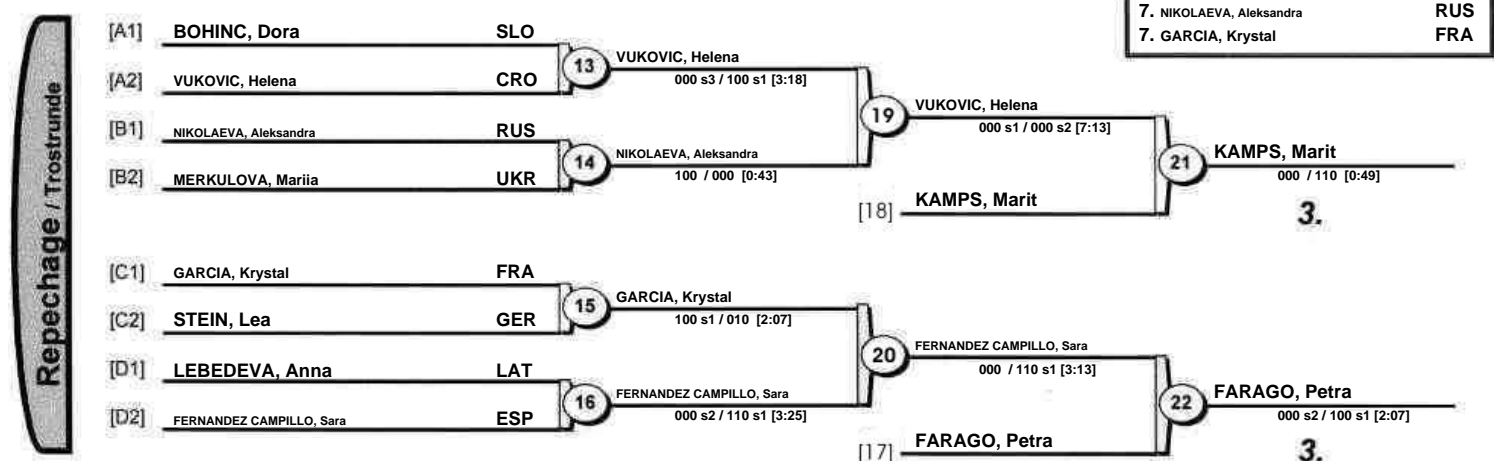 7. NIKOLAEVA, Aleksandra RUS
7. GARCIA, Krystal FRA
Repechage / Trostrunde
[A1] BOHINC, Dora SLO
13 VUKOVIC, Helena
000 s3 / 100 s1 [3:18]
[A2] VUKOVIC, Helena CRO
19 VUKOVIC, Helena
000 s1 / 000 s2 [7:13]
[B1] NIKOLAEVA, Aleksandra RUS
14 NIKOLAEVA, Aleksandra
100 / 000 [0:43]
[B2] MERKULOVA, Mariia UKR
21 KAMPS, Marit
000 / 110 [0:49]
[18] KAMPS, Marit
3.
[C1] GARCIA, Krystal FRA
15 GARCIA, Krystal
100 s1 / 010 [2:07]
[C2] STEIN, Lea GER
20 FERNANDEZ CAMPILLO, Sara
000 / 110 s1 [3:13]
[D1] LEBEDEVA, Anna LAT
16 FERNANDEZ CAMPILLO, Sara
000 s2 / 110 s1 [3:25]
[D2] FERNANDEZ CAMPILLO, Sara ESP
22 FARAGO, Petra
000 s2 / 100 s1 [2:07]
[17] FARAGO, Petra
3.